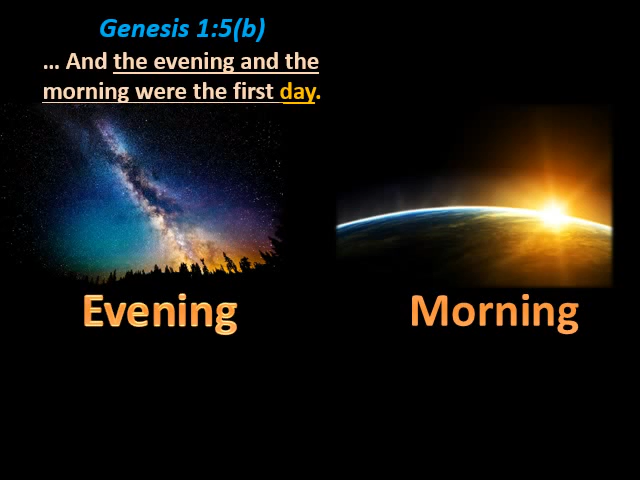 Genesis 1:5(b)
... And the evening and the
morning were the first day.
Evening
Morning